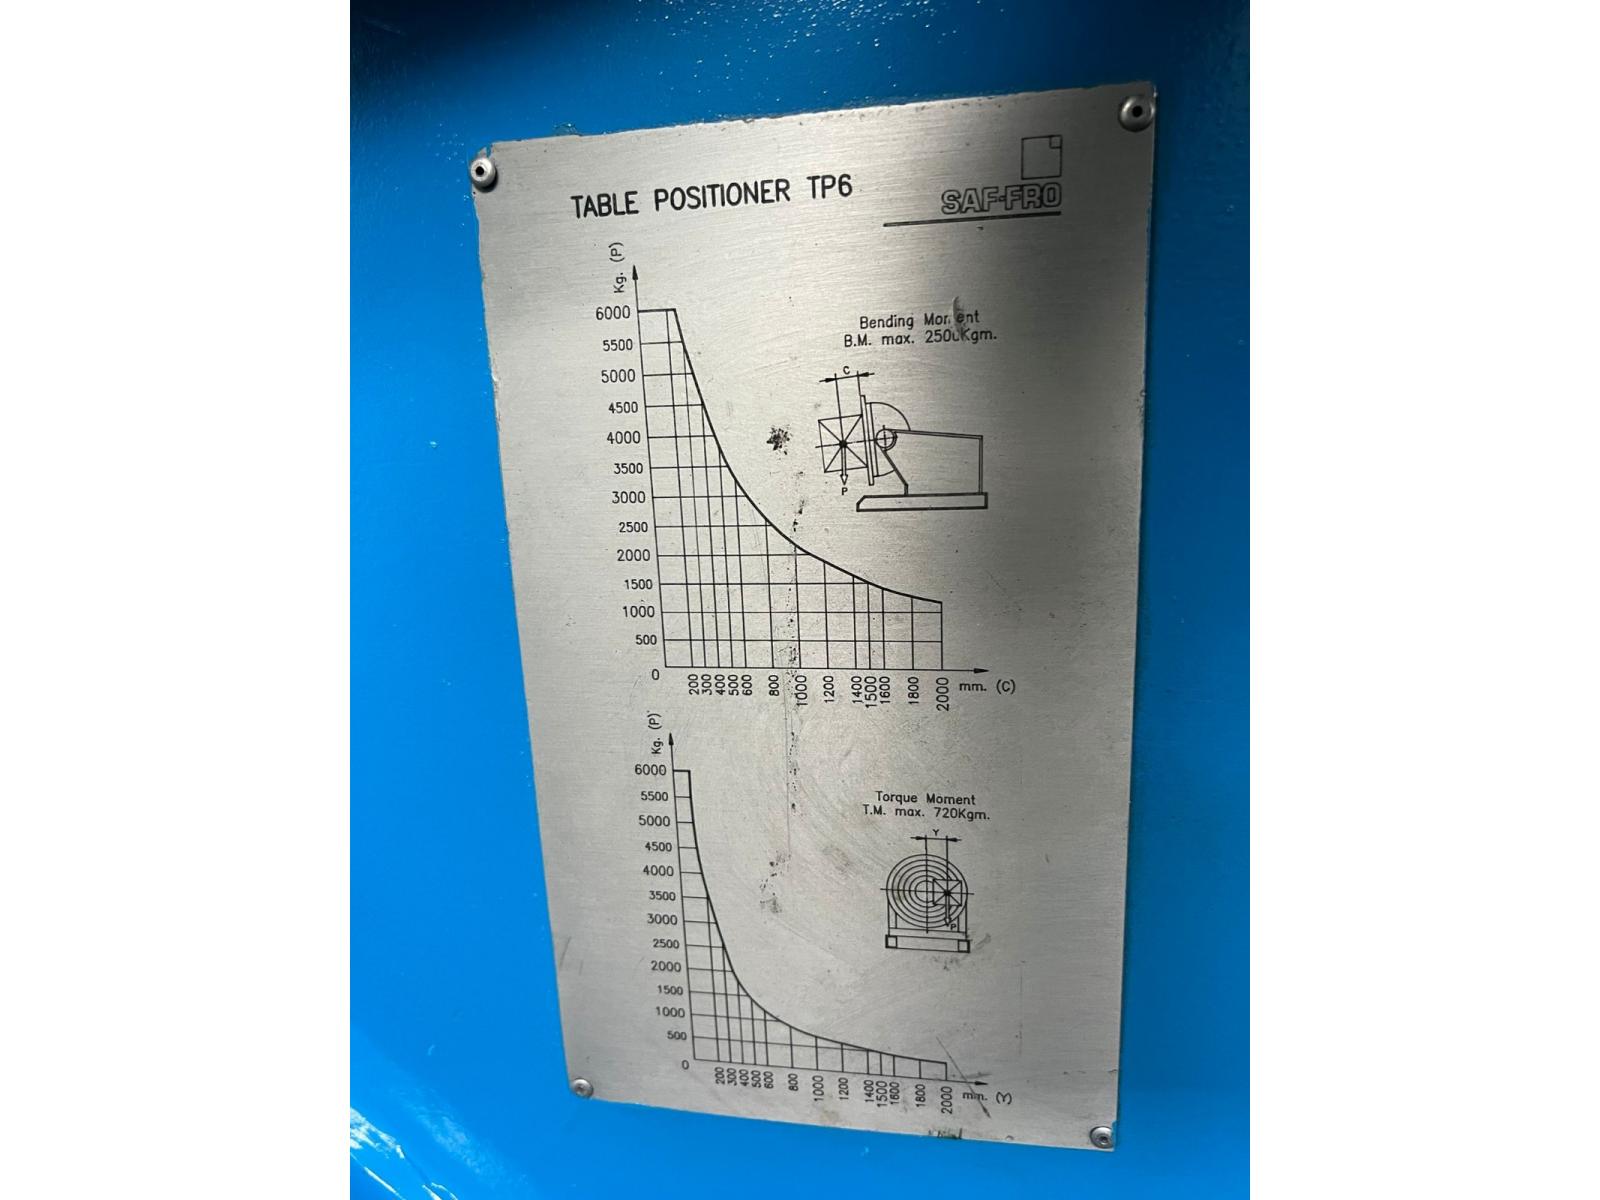 TABLE POSITIONER TP6
SAF-FRO
Kg. (P)
6000
5500
5000
4500
4000
3500
3000
2500
2000
1500
1000
500
0
200 300 400 500 600 800 1000 1200 1400 1500 1600 1800 2000 mm. (C)
Bending Moment
B.M. max. 2500Kgm.
C
P
Kg. (P)
6000
5500
5000
4500
4000
3500
3000
2500
2000
1500
1000
500
0
200 300 400 500 600 800 1000 1200 1400 1500 1600 1800 2000 mm. (Y)
Torque Moment
T.M. max. 720Kgm.
Y
P